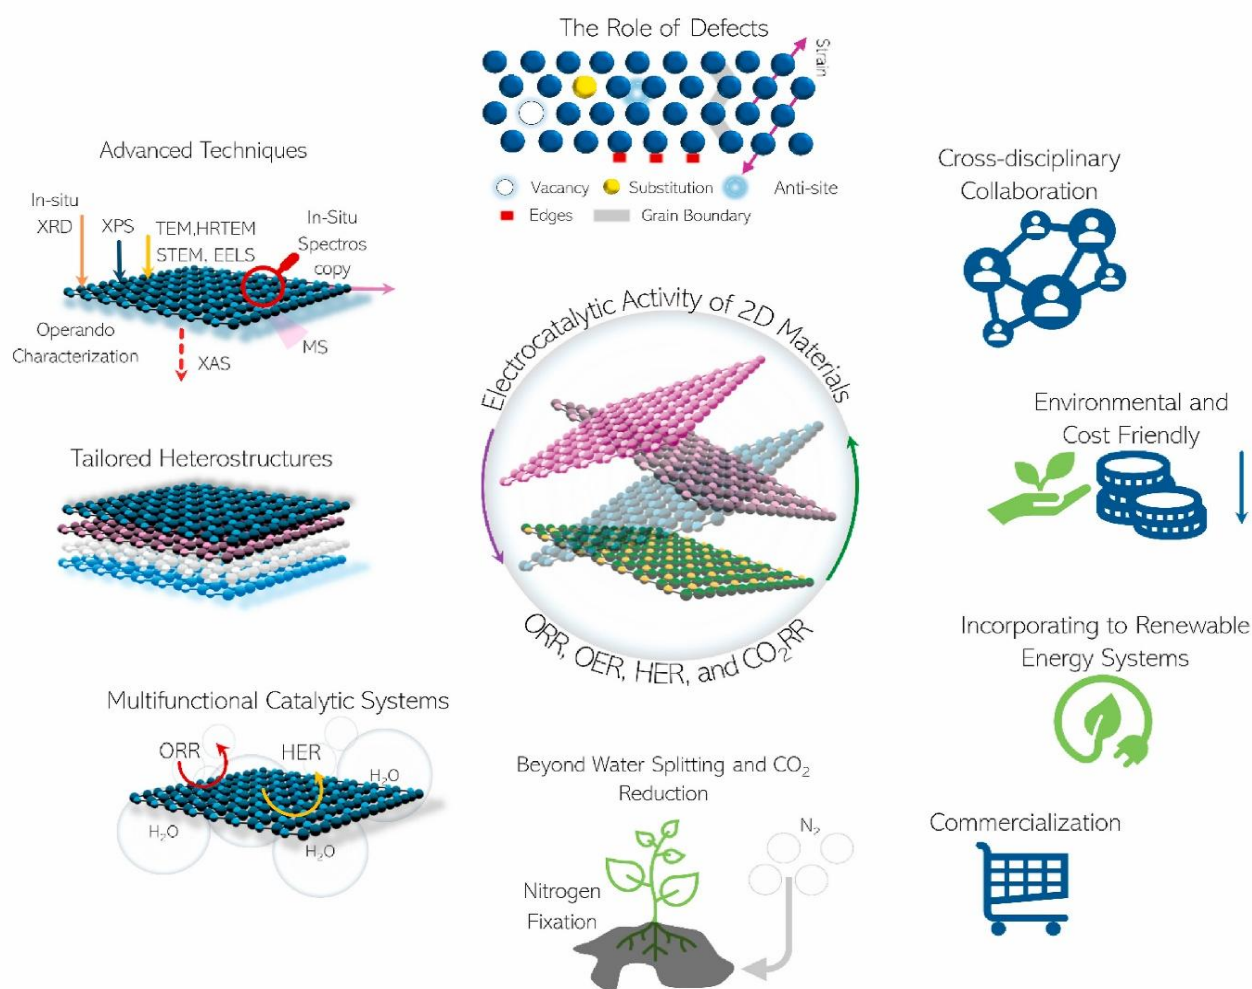 The Role of Defects
Strain
Vacancy
Substitution
Anti-site
Edges
Grain Boundary
Advanced Techniques
In-situ
XRD
XPS
TEM,HRTEM
STEM. EELS
In-Situ
Spectros
copy
Operando
Characterization
XAS
MS
Tailored Heterostructures
Multifunctional Catalytic Systems
ORR
HER
H₂O
H₂O
H₂O
Electrocatalytic Activity of 2D Materials
ORR, OER, HER, and CO₂RR
Beyond Water Splitting and CO₂
Reduction
N₂
Nitrogen
Fixation
Cross-disciplinary
Collaboration
Environmental and
Cost Friendly
Incorporating to Renewable
Energy Systems
Commercialization